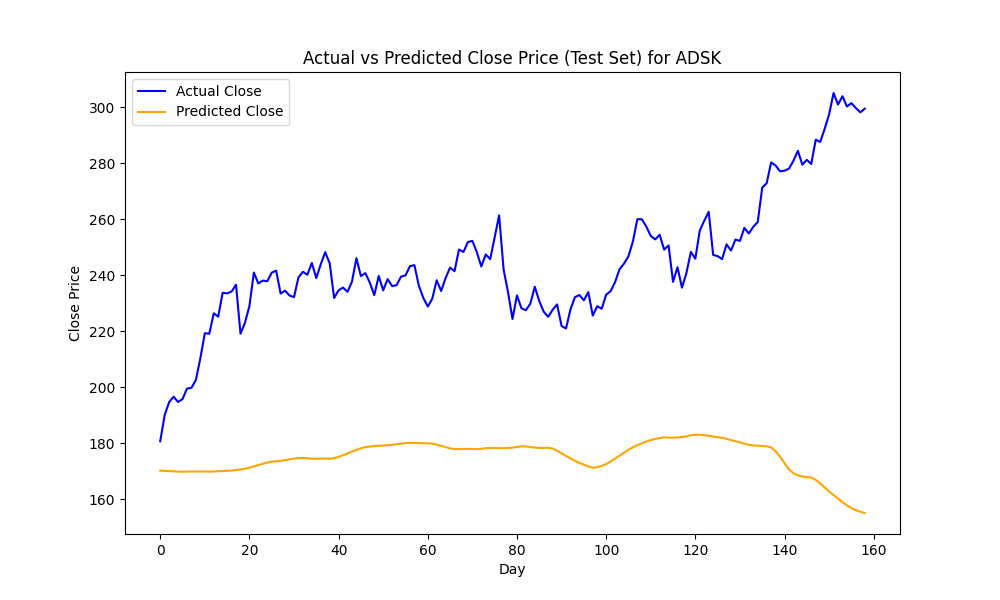 Actual vs Predicted Close Price (Test Set) for ADSK
Actual Close
Predicted Close
Close Price
300
280
260
240
220
200
180
160
0 20 40 60 80 100 120 140 160
Day